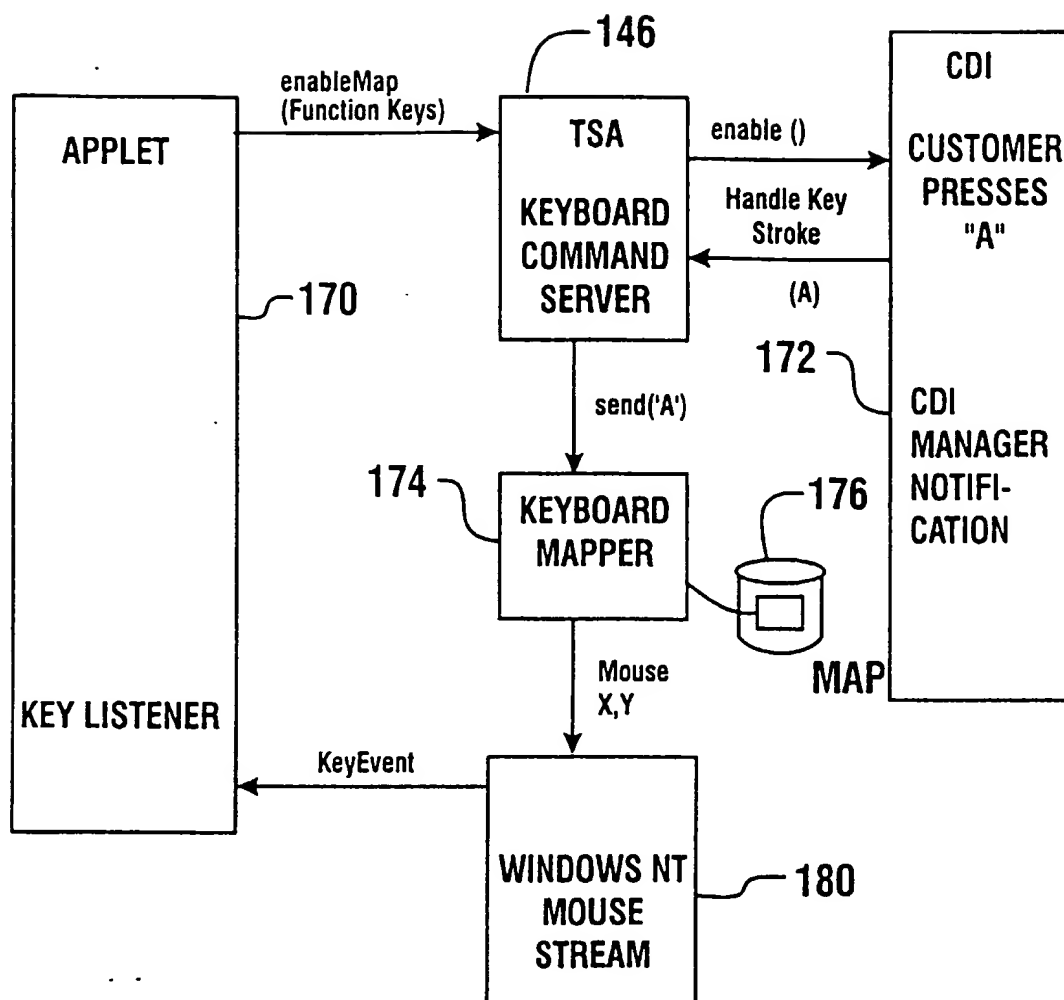 146
enableMap
(Function Keys)
APPLET
TSA
KEYBOARD
COMMAND
SERVER
enable ()
Handle Key
Stroke
(A)
CDI
CUSTOMER
PRESSES
"A"
170
172
CDI
MANAGER
NOTIFI-
CATION
send('A')
174
KEYBOARD
MAPPER
176
MAP
Mouse
X,Y
KEY LISTENER
KeyEvent
WINDOWS NT
MOUSE
STREAM
180